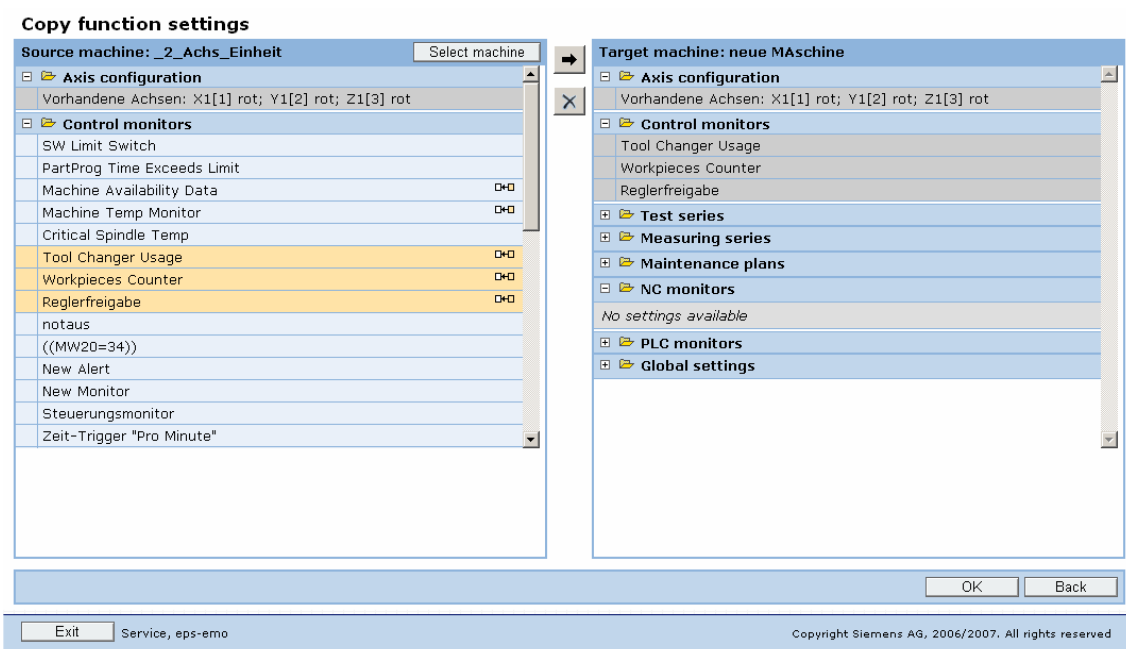 Copy function settings
Source machine: _2_Achs_Einheit
Select machine
Axis configuration
Vorhandene Achsen: X1[1] rot; Y1[2] rot; Z1[3] rot
Control monitors
SW Limit Switch
PartProg Time Exceeds Limit
Machine Availability Data
Machine Temp Monitor
Critical Spindle Temp
Tool Changer Usage
Workpieces Counter
Reglerfreigabe
notaus
((MW20=34))
New Alert
New Monitor
Steuerungsmonitor
Zeit-Trigger "Pro Minute"
Target machine: neue MAschine
Axis configuration
Vorhandene Achsen: X1[1] rot; Y1[2] rot; Z1[3] rot
Control monitors
Tool Changer Usage
Workpieces Counter
Reglerfreigabe
Test series
Measuring series
Maintenance plans
NC monitors
No settings available
PLC monitors
Global settings
OK
Back
Exit
Service, eps-emo
Copyright Siemens AG, 2006/2007. All rights reserved